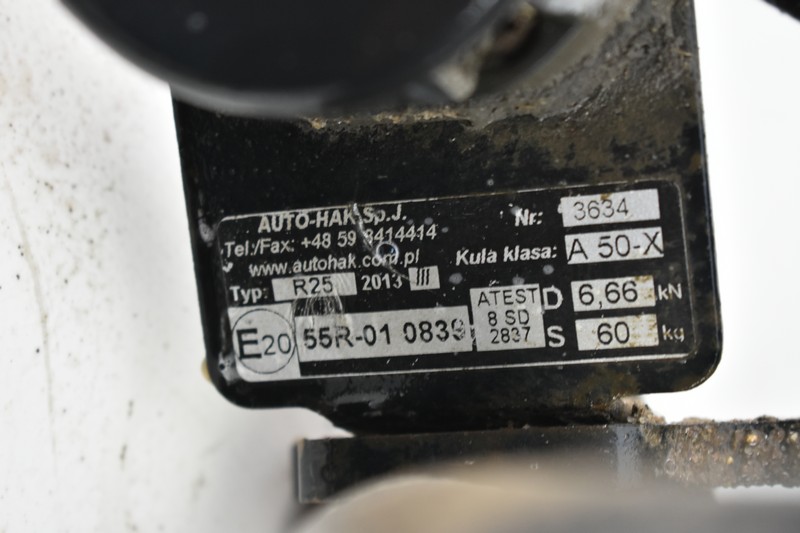 AUTO-HAK Sp.J.
Tel:/Fax: +48 59 8414414
www.autohak.com.pl
Nr: 3634
Kula klasa: A 50-X
Typ: R25 2013 III
E20 55R-01 0839
ATEST
8 SD
2837
D 6,66 kN
S 60 kg